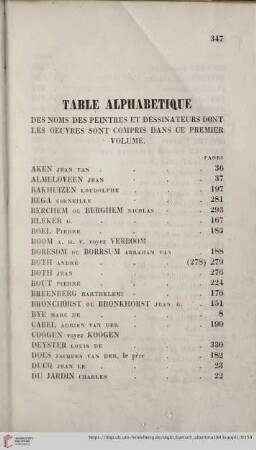 347
TABLE ALPHABETIQUE
DES NOMS DES PEINTRES ET DESSINATEURS DONT
LES OEUVRES SONT COMPRIS DANS CE PREMIER
VOLUME.
PAGES
AKEN JEAN VAN . . . . 36
ALMELOVEEN JEAN . . . 37
BAKHUIZEN LOUDOLPHE . . . 197
BEGA CORNEILLE . . . 281
BERCHEM OU BERGHEM NICOLAS . . 293
BLEKER G. . . . 167
BOEL PIERRE . . . 183
BOOM A. H. V. voyez VERBOOM
BORESOM OU BORRSUM ABRAHAM VAN . 188
BOTH ANDRÉ . . . (278) 279
BOTH JEAN . . . 276
BOUT PIERRE . . . 224
BREENBERG BARTHELEMI . . . 170
BRONCHORST OU BRONKHORST JEAN G. . 151
BYE MARC DE . . . 8
CABEL ADRIEN VAN DER . . . 190
COOGEN voyez KOOGEN
DEYSTER LOUIS DE . . . 330
DOES JACQUES VAN DER, le père . . 182
DUCQ JEAN LE . . . 23
DU JARDIN CHARLES . . . 22